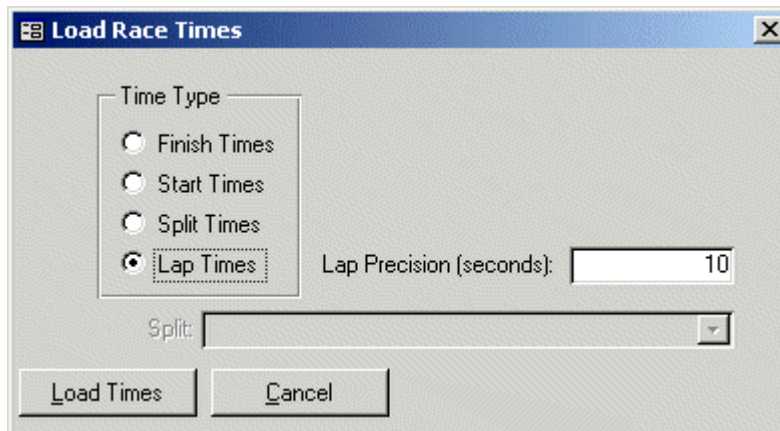 Load Race Times
Time Type
Finish Times
Start Times
Split Times
Lap Times
Lap Precision (seconds): 10
Split:
Load Times Cancel